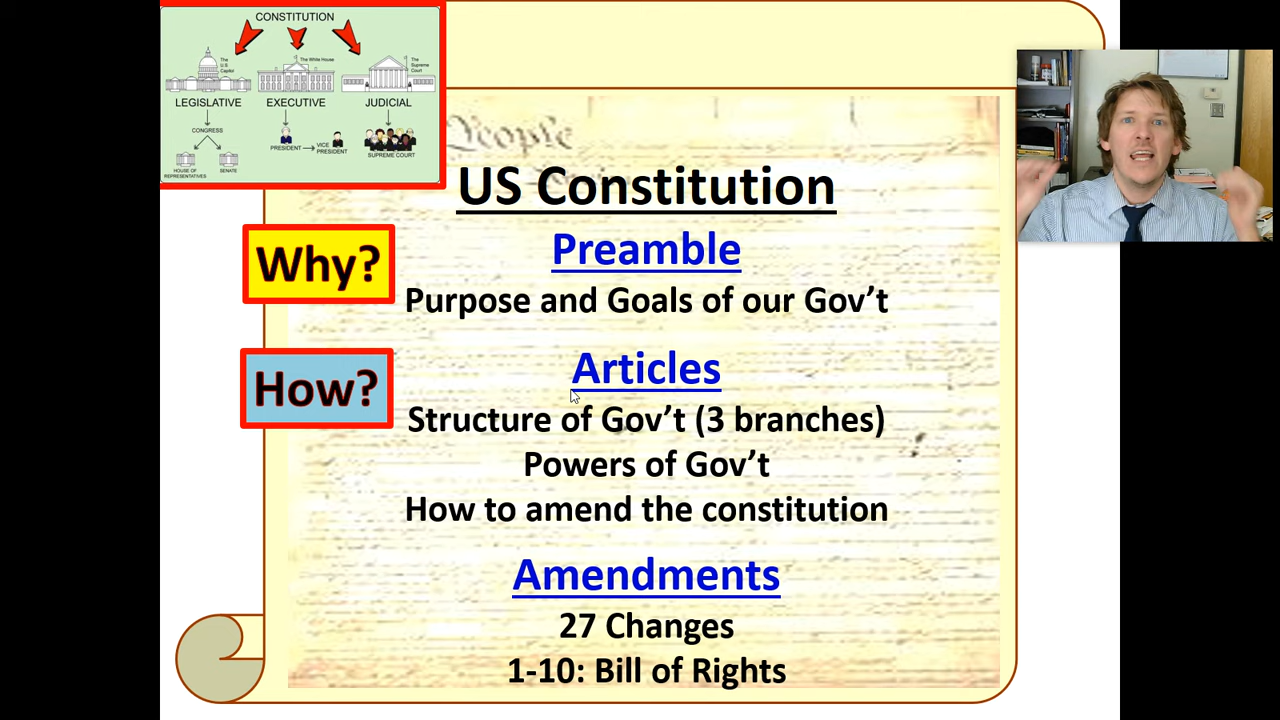 CONSTITUTION
The
U.S.
Capitol
The White House
The
Supreme
Court
LEGISLATIVE
EXECUTIVE
JUDICIAL
CONGRESS
PRESIDENT
VICE
PRESIDENT
SUPREME COURT
HOUSE OF
REPRESENTATIVES
SENATE
People
US Constitution
Why?
Preamble
Purpose and Goals of our Gov’t
How?
Articles
Structure of Gov’t (3 branches)
Powers of Gov’t
How to amend the constitution
Amendments
27 Changes
1-10: Bill of Rights